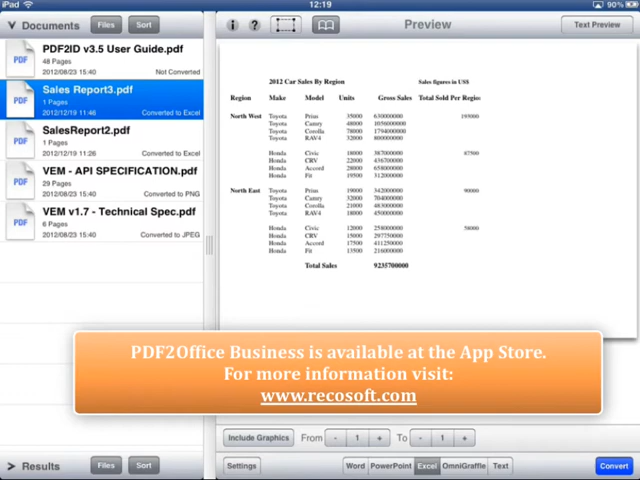 iPad 12:19 90%
Documents Files Sort
Preview
Text Preview
PDF2ID v3.5 User Guide.pdf
48 Pages
2012/08/23 15:40 Not Converted
Sales Report3.pdf
1 Pages
2012/12/19 11:46 Converted to Excel
SalesReport2.pdf
1 Pages
2012/12/19 11:26 Converted to Excel
VEM - API SPECIFICATION.pdf
29 Pages
2012/08/23 15:40 Converted to PNG
VEM v1.7 - Technical Spec.pdf
6 Pages
2012/08/23 15:40 Converted to JPEG
PDF
PDF
PDF
PDF
PDF
2012 Car Sales By Region Sales figures in US$
Region Make Model Units Gross Sales Total Sold Per Region
North West Toyota Prius 35000 630000000 195000
Toyota Camry 48000 1056000000
Toyota Corolla 78000 1794000000
Toyota RAV4 32000 800000000
Honda Civic 18000 387000000 87500
Honda CRV 22000 436700000
Honda Accord 28000 658000000
Honda Fit 19500 312000000
North East Toyota Prius 19000 342000000 90000
Toyota Camry 32000 704000000
Toyota Corolla 21000 483000000
Toyota RAV4 18000 450000000
Honda Civic 12000 258000000 58000
Honda CRV 15000 297750000
Honda Accord 17500 411250000
Honda Fit 13500 216000000
Total Sales 9235700000
PDF2Office Business is available at the App Store.
For more information visit:
www.recosoft.com
Include Graphics From - 1 + To - 1 +
Results Files Sort
Settings Word PowerPoint Excel OmniGraffle Text Convert